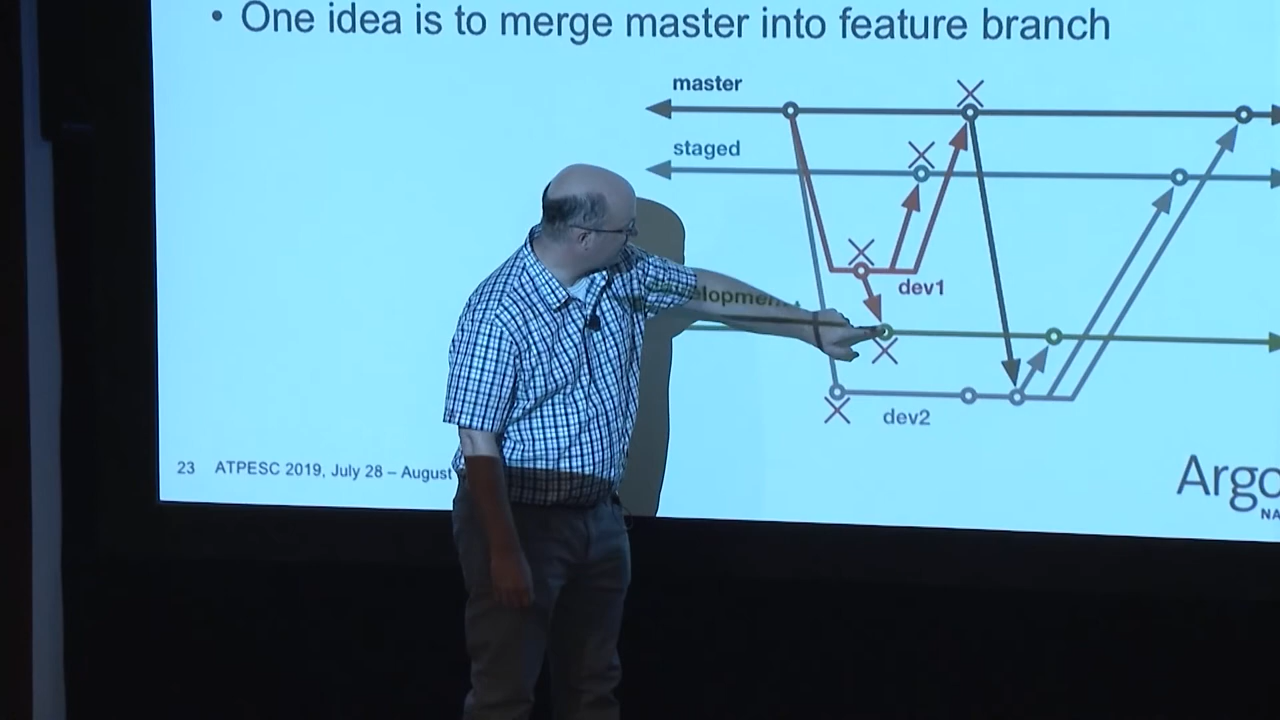 • One idea is to merge master into feature branch
master
staged
dev1
dev2
23 ATPESC 2019, July 28 – August